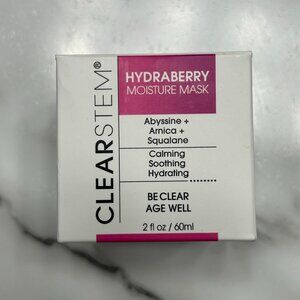 CLEARSTEM®
HYDRABERRY
MOISTURE MASK
Abyssine +
Arnica +
Squalane
Calming
Soothing
Hydrating
BE CLEAR
AGE WELL
2 fl oz / 60ml